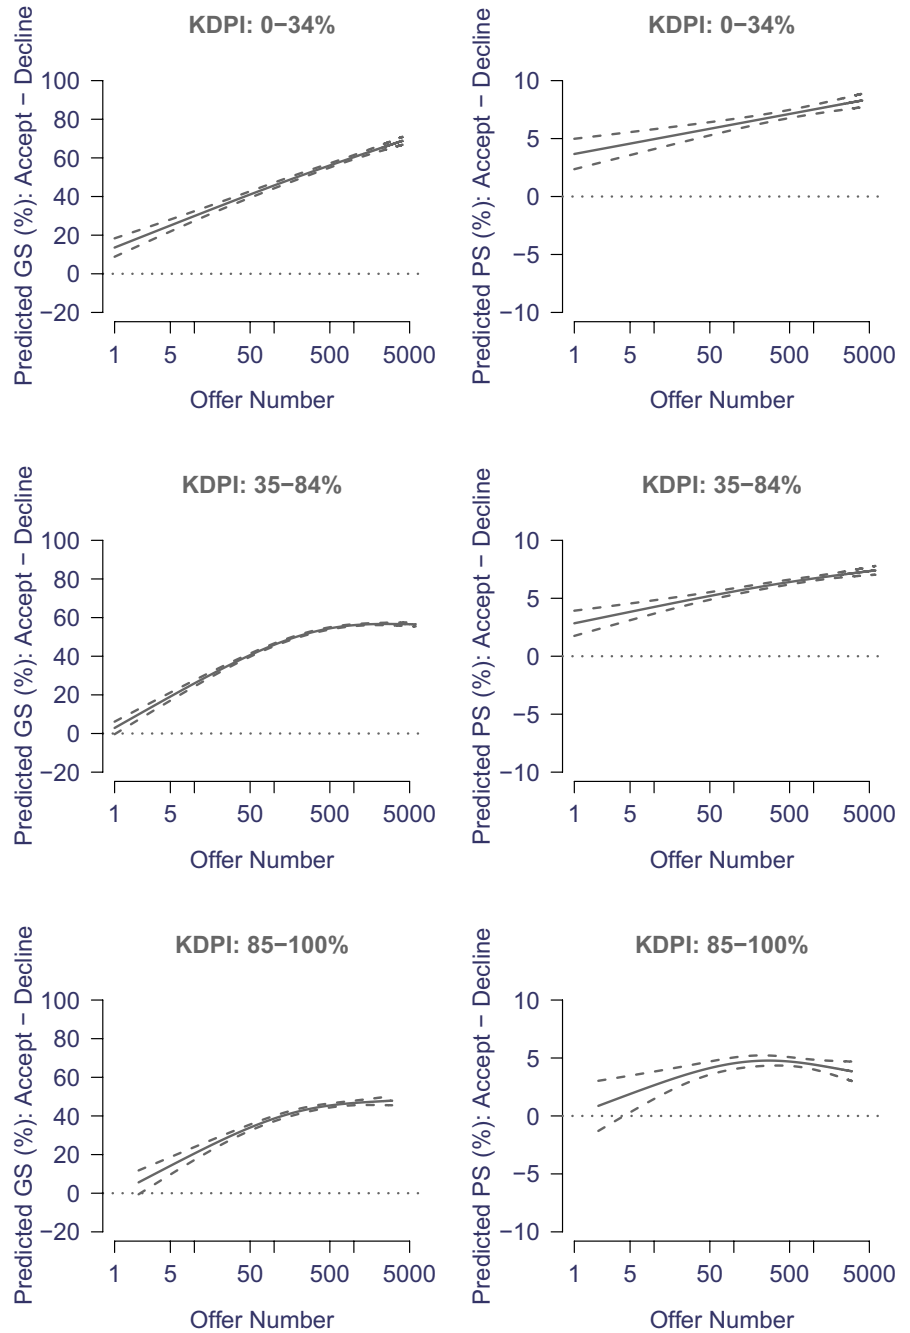 KDPI: 0−34%
Predicted GS (%): Accept − Decline
100
80
60
40
20
0
−20
1 5 50 500 5000
Offer Number
KDPI: 0−34%
Predicted PS (%): Accept − Decline
10
5
0
−5
−10
1 5 50 500 5000
Offer Number
KDPI: 35−84%
Predicted GS (%): Accept − Decline
100
80
60
40
20
0
−20
1 5 50 500 5000
Offer Number
KDPI: 35−84%
Predicted PS (%): Accept − Decline
10
5
0
−5
−10
1 5 50 500 5000
Offer Number
KDPI: 85−100%
Predicted GS (%): Accept − Decline
100
80
60
40
20
0
−20
1 5 50 500 5000
Offer Number
KDPI: 85−100%
Predicted PS (%): Accept − Decline
10
5
0
−5
−10
1 5 50 500 5000
Offer Number